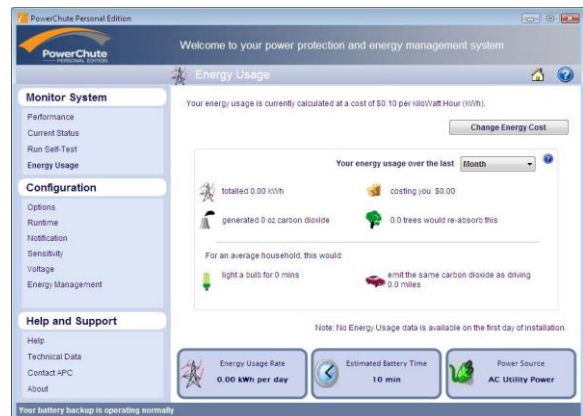 PowerChute Personal Edition
PowerChute
PERSONAL EDITION
Welcome to your power protection and energy management system
Energy Usage
Monitor System
Performance
Current Status
Run Self-Test
Energy Usage
Configuration
Options
Runtime
Notification
Sensitivity
Voltage
Energy Management
Help and Support
Help
Technical Data
Contact APC
About
Your energy usage is currently calculated at a cost of $0.10 per kiloWatt Hour (kWh).
Change Energy Cost
Your energy usage over the last Month
totalled 0.00 kWh
costing you $0.00
generated 0 oz carbon dioxide
0.0 trees would re-absorb this
For an average household, this would:
light a bulb for 0 mins
emit the same carbon dioxide as driving
0.0 miles
Note: No Energy Usage data is available on the first day of installation.
Energy Usage Rate
0.00 kWh per day
Estimated Battery Time
10 min
Power Source
AC Utility Power
Your battery backup is operating normally